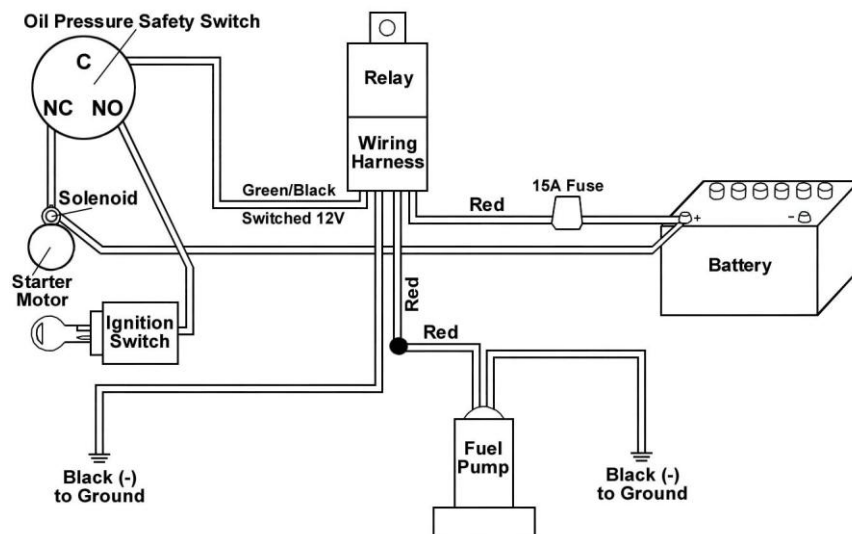 Oil Pressure Safety Switch
C
NC NO
Relay
Wiring
Harness
Solenoid
Green/Black
Switched 12V
15A Fuse
Red
+
-
Battery
Starter
Motor
Ignition
Switch
Red
Red
Fuel
Pump
Black (-)
to Ground
Black (-)
to Ground